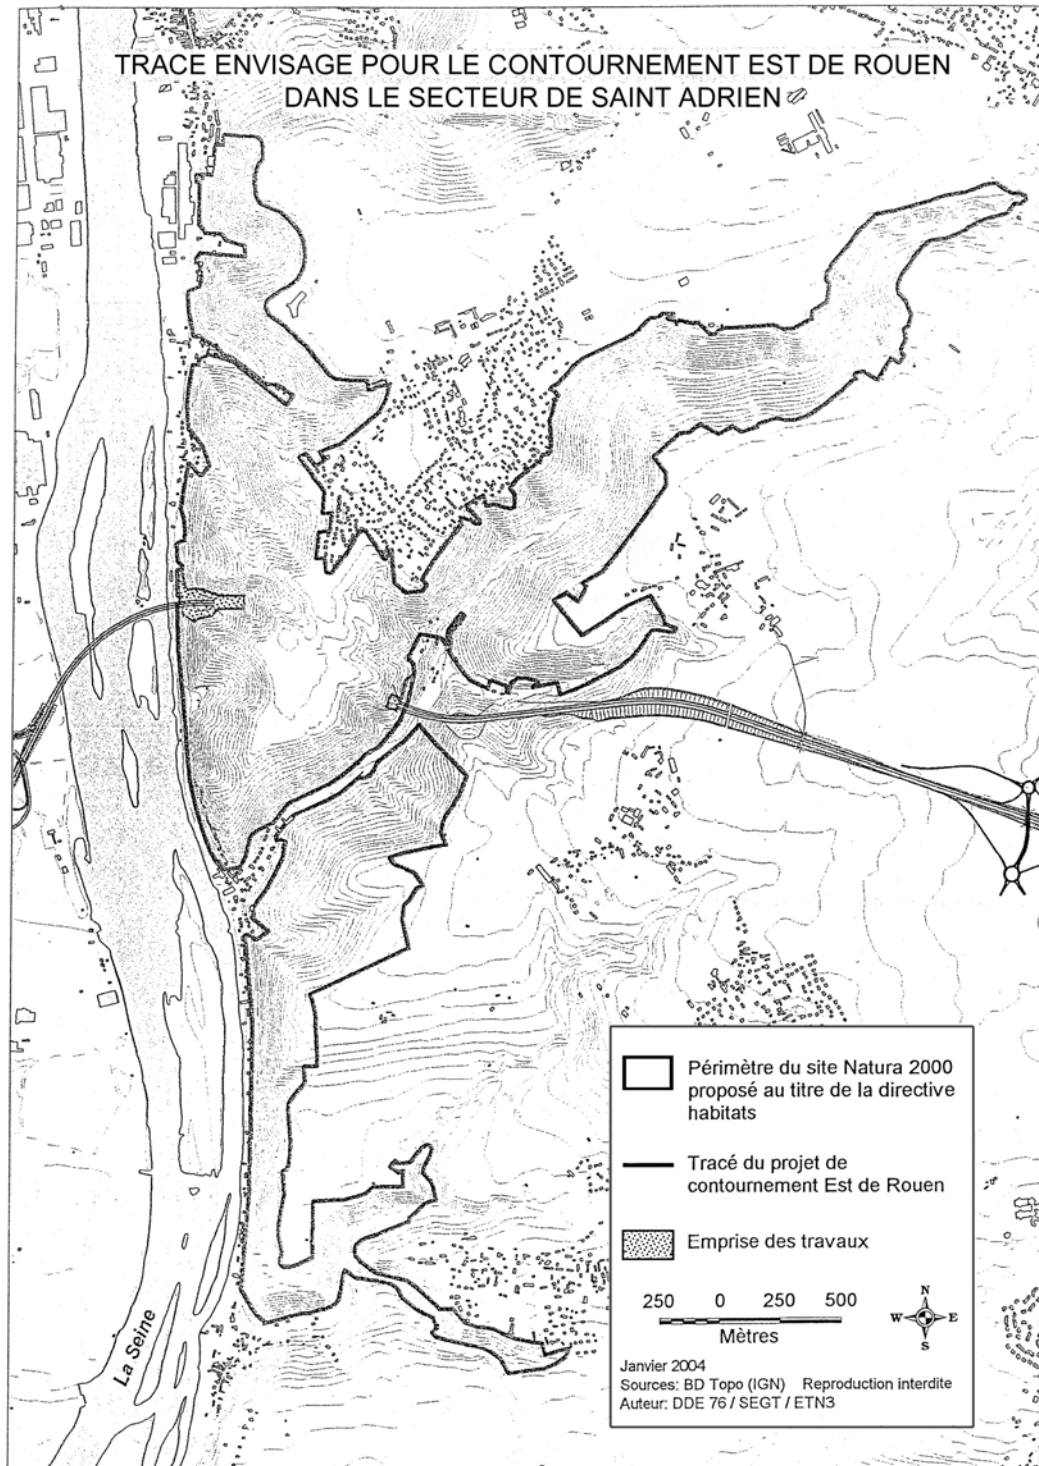 TRACE ENVISAGE POUR LE CONTOURNEMENT EST DE ROUEN
DANS LE SECTEUR DE SAINT ADRIEN
La Seine
Périmètre du site Natura 2000
proposé au titre de la directive
habitats
Tracé du projet de
contournement Est de Rouen
Emprise des travaux
250 0 250 500
Mètres
N
W E
S
Janvier 2004
Sources: BD Topo (IGN) Reproduction interdite
Auteur: DDE 76 / SEGT / ETN3